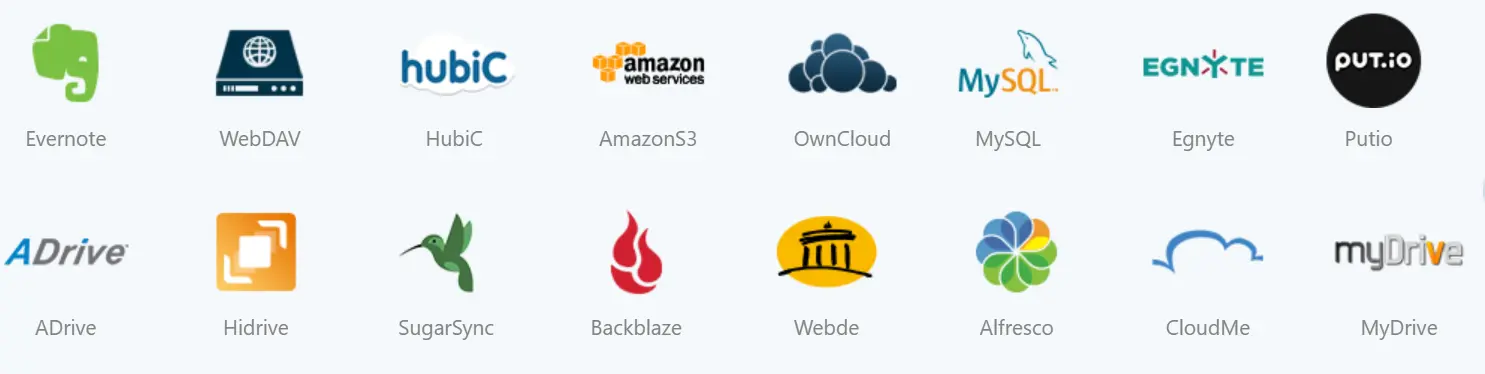 hubiC
amazon
web services
MySQL
EGNYTE
PUT.iO
Evernote
WebDAV
HubiC
AmazonS3
OwnCloud
MySQL
Egnyte
Putio
ADrive
myDrive
ADrive
Hidrive
SugarSync
Backblaze
Webde
Alfresco
CloudMe
MyDrive